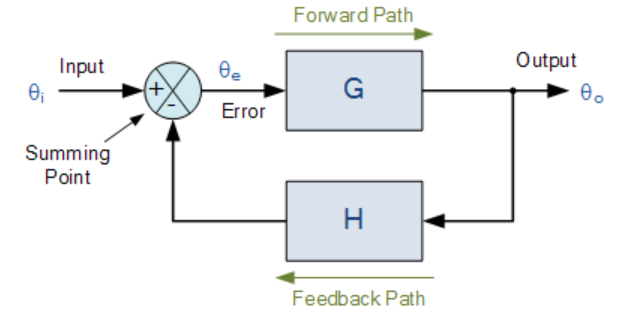 Forward Path
Input
θi
+
-
θe
Error
G
Output
θo
Summing
Point
H
Feedback Path